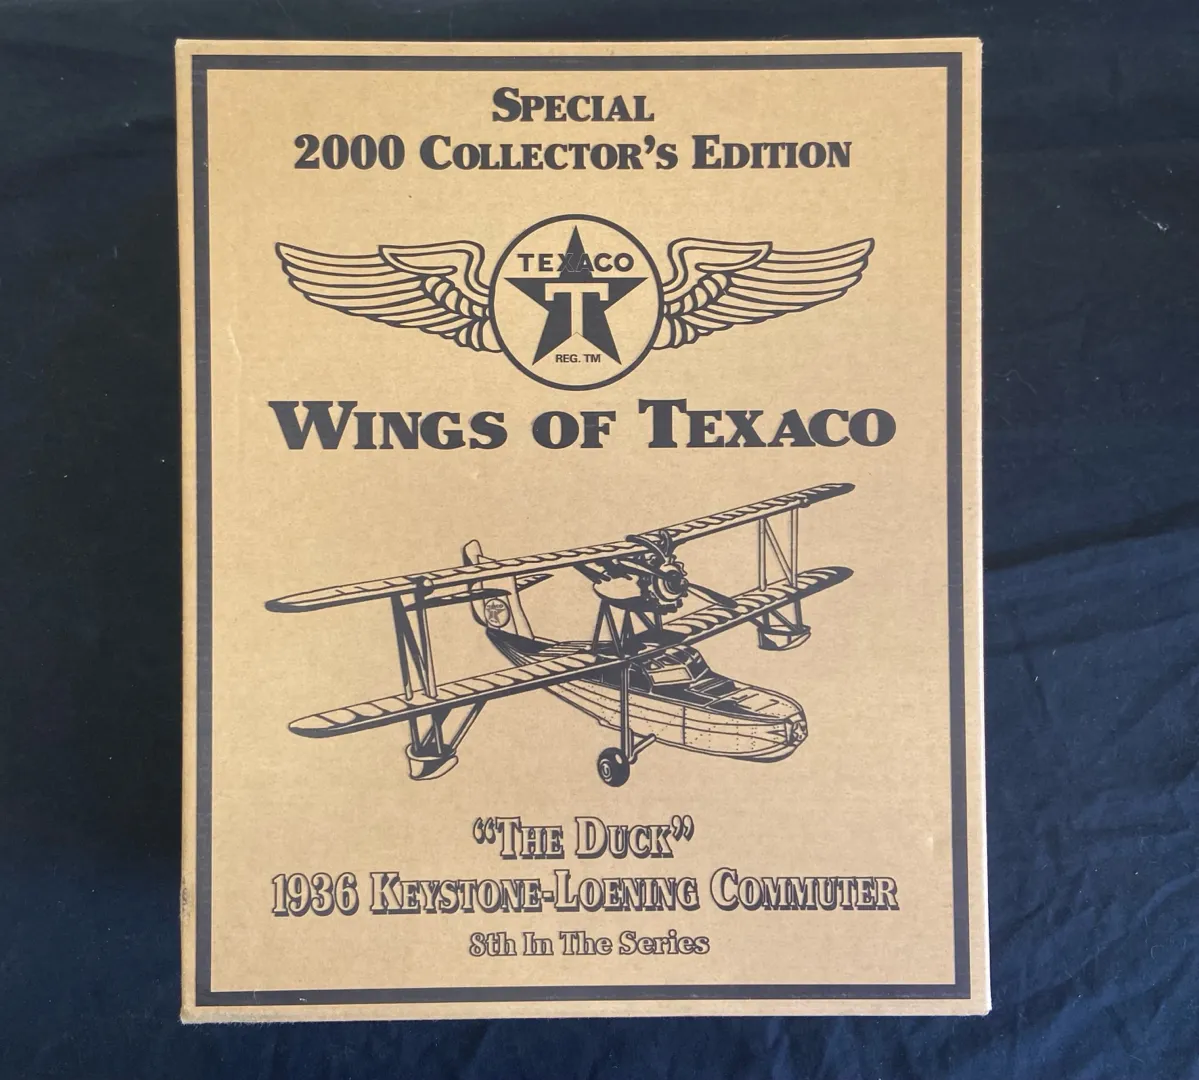 SPECIAL
2000 COLLECTOR'S EDITION
TEXACO
T
REG. TM
WINGS OF TEXACO
"THE DUCK"
1936 KEYSTONE-LOENING COMMUTER
8th In The Series